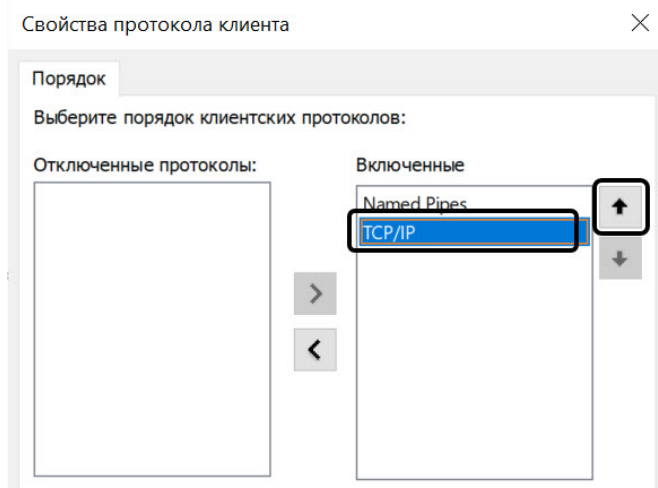 Свойства протокола клиента
Порядок
Выберите порядок клиентских протоколов:
Отключенные протоколы:
Включенные
Named Pipes
TCP/IP